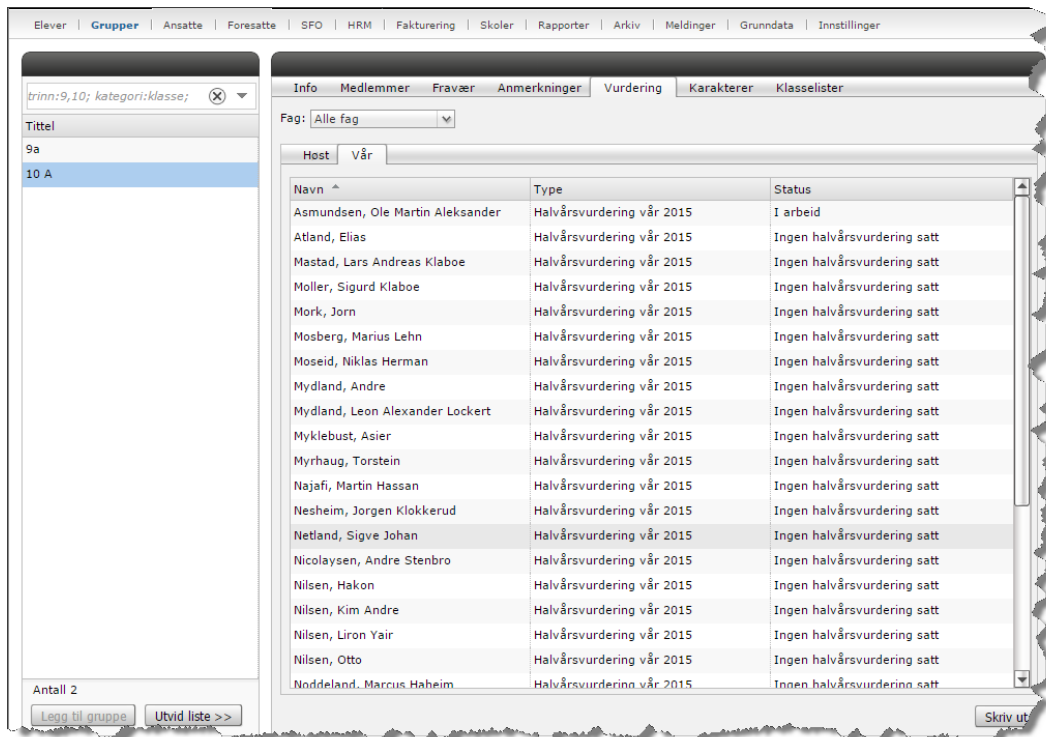 Elever | Grupper | Ansatte | Foresatte | SFO | HRM | Fakturering | Skoler | Rapporter | Arkiv | Meldinger | Grunndata | Innstillinger
trinn:9,10; kategori:klasse;
Tittel
9a
10 A
Antall 2
Legg til gruppe Utvid liste >>
Info Medlemmer Fravær Anmerkninger Vurdering Karakterer Klasselister
Fag: Alle fag
Høst Vår
Navn Type Status
Asmundsen, Ole Martin Aleksander Halvårsvurdering vår 2015 I arbeid
Atland, Elias Halvårsvurdering vår 2015 Ingen halvårsvurdering satt
Mastad, Lars Andreas Klaboe Halvårsvurdering vår 2015 Ingen halvårsvurdering satt
Moller, Sigurd Klaboe Halvårsvurdering vår 2015 Ingen halvårsvurdering satt
Mork, Jorn Halvårsvurdering vår 2015 Ingen halvårsvurdering satt
Mosberg, Marius Lehn Halvårsvurdering vår 2015 Ingen halvårsvurdering satt
Moseid, Niklas Herman Halvårsvurdering vår 2015 Ingen halvårsvurdering satt
Mydland, Andre Halvårsvurdering vår 2015 Ingen halvårsvurdering satt
Mydland, Leon Alexander Lockert Halvårsvurdering vår 2015 Ingen halvårsvurdering satt
Myklebust, Asier Halvårsvurdering vår 2015 Ingen halvårsvurdering satt
Myrhaug, Torstein Halvårsvurdering vår 2015 Ingen halvårsvurdering satt
Najafi, Martin Hassan Halvårsvurdering vår 2015 Ingen halvårsvurdering satt
Nesheim, Jorgen Klokkerud Halvårsvurdering vår 2015 Ingen halvårsvurdering satt
Netland, Sigve Johan Halvårsvurdering vår 2015 Ingen halvårsvurdering satt
Nicolaysen, Andre Stenbro Halvårsvurdering vår 2015 Ingen halvårsvurdering satt
Nilsen, Hakon Halvårsvurdering vår 2015 Ingen halvårsvurdering satt
Nilsen, Kim Andre Halvårsvurdering vår 2015 Ingen halvårsvurdering satt
Nilsen, Liron Yair Halvårsvurdering vår 2015 Ingen halvårsvurdering satt
Nilsen, Otto Halvårsvurdering vår 2015 Ingen halvårsvurdering satt
Noddeland, Marcus Haheim Halvårsvurdering vår 2015 Ingen halvårsvurdering satt
Skriv ut